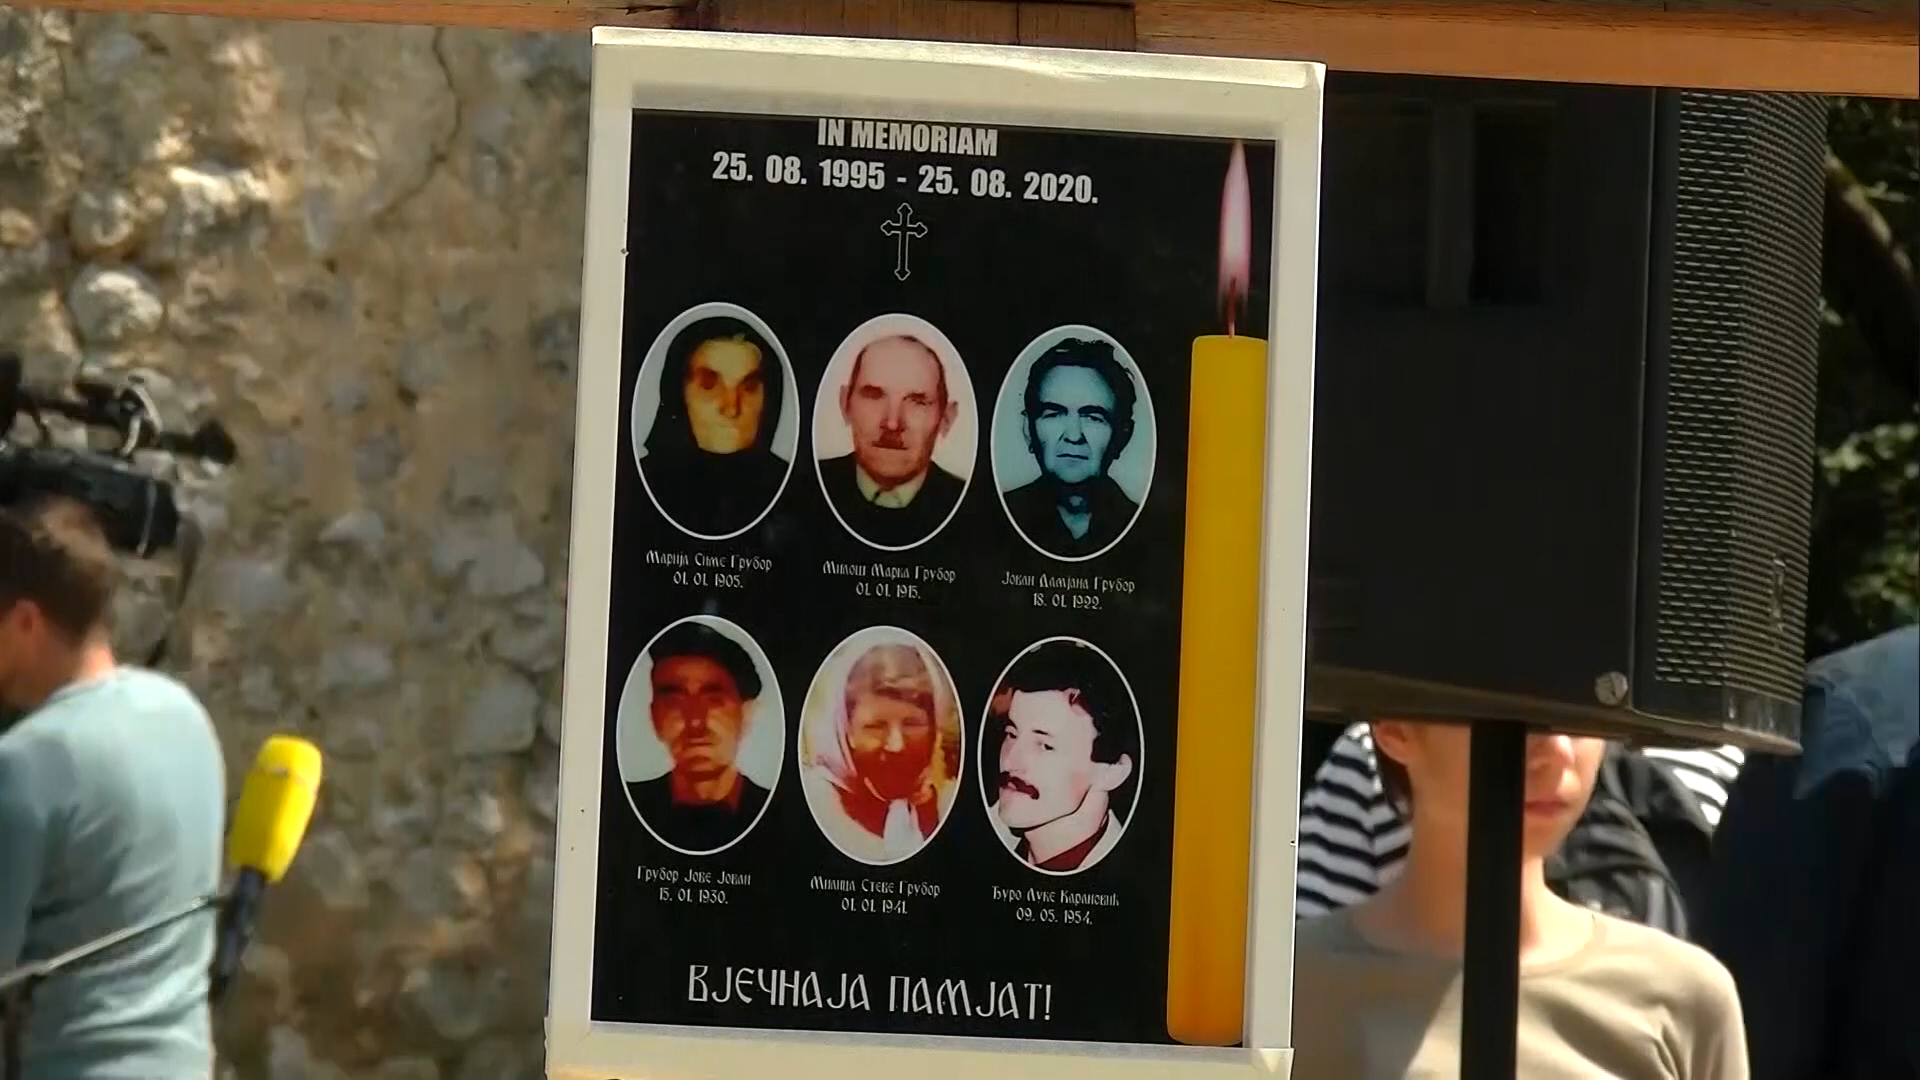 IN MEMORIAM
25. 08. 1995 - 25. 08. 2020.
Марија Симе Грубор
01. 01. 1905.
Милош Марка Грубор
01. 01. 1915.
Јован Дамјана Грубор
18. 01. 1922.
Грубор Јове Јован
15. 01. 1930.
Милица Стеве Грубор
01. 01. 1941.
Ђуро Луке Карановић
09. 05. 1954.
ВЈЕЧНАЈА ПАМЈАТ!